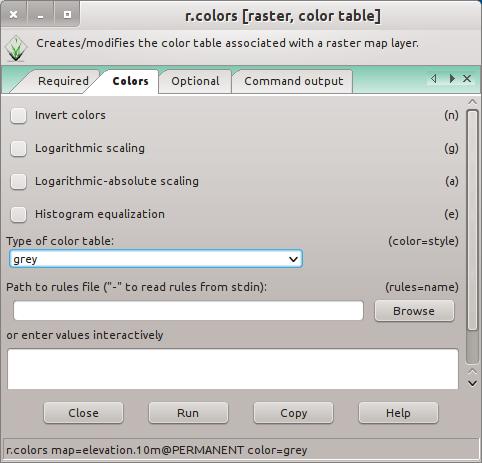 r.colors [raster, color table]
Creates/modifies the color table associated with a raster map layer.
Required Colors Optional Command output
Invert colors (n)
Logarithmic scaling (g)
Logarithmic-absolute scaling (a)
Histogram equalization (e)
Type of color table: (color=style)
grey
Path to rules file ("-" to read rules from stdin): (rules=name)
Browse
or enter values interactively
Close Run Copy Help
r.colors map=elevation.10m@PERMANENT color=grey